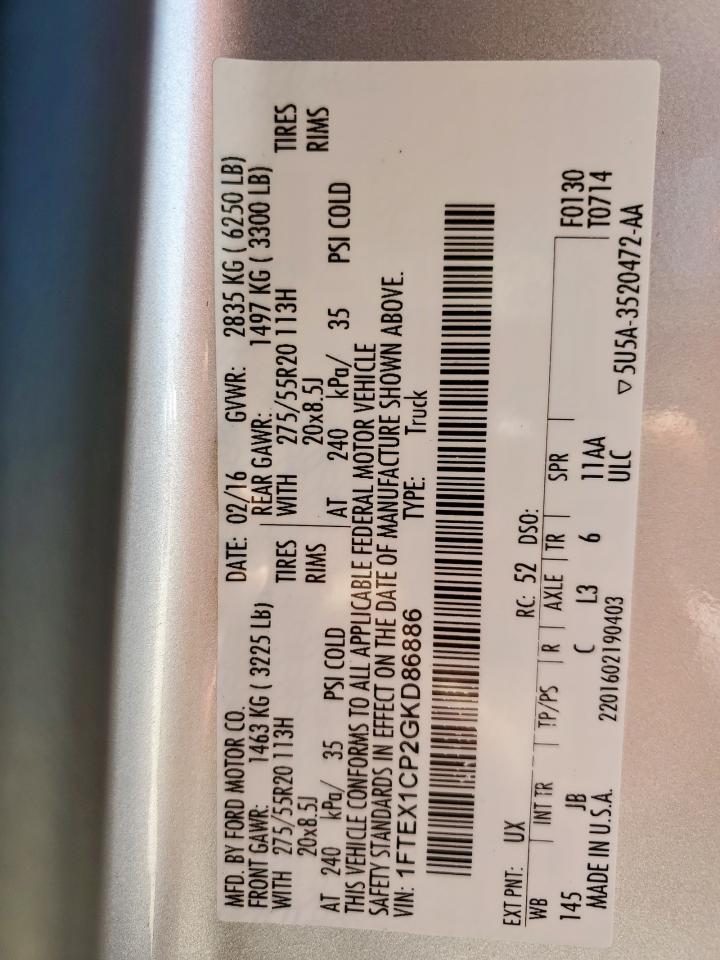 MFD. BY FORD MOTOR CO. DATE: 02/16 GVWR: 2835 KG ( 6250 LB)
FRONT GAWR: 1463 KG ( 3225 LB) REAR GAWR: 1497 KG ( 3300 LB)
WITH 275/55R20 113H TIRES WITH 275/55R20 113H TIRES
20x8.5J RIMS 20x8.5J RIMS
AT 240 kPa/ 35 PSI COLD AT 240 kPa/ 35 PSI COLD
THIS VEHICLE CONFORMS TO ALL APPLICABLE FEDERAL MOTOR VEHICLE
SAFETY STANDARDS IN EFFECT ON THE DATE OF MANUFACTURE SHOWN ABOVE.
VIN: 1FTEX1CP2GKD86886 TYPE: Truck
EXT PNT: UX RC: 52 DSO:
WB INT TR TP/PS R AXLE TR SPR F0130
145 JB C L3 6 11AA T0714
MADE IN U.S.A. 2201602190403 ULC ▽5U5A-3520472-AA